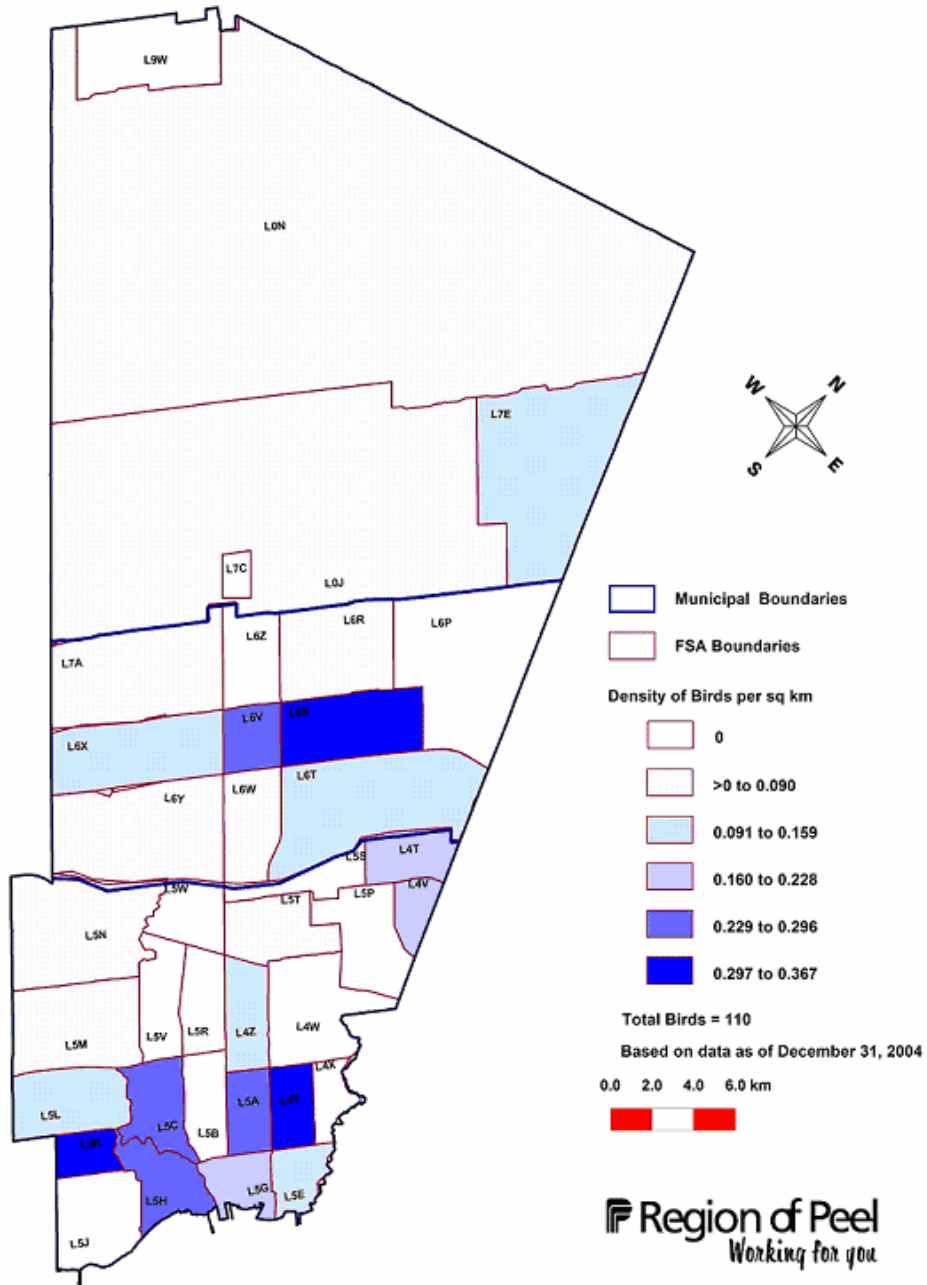 L9W
L0N
W N
S E
L7E
L7C
L0J
L6R
L6P
L6Z
L7A
Municipal Boundaries
FSA Boundaries
Density of Birds per sq km
0
>0 to 0.090
0.091 to 0.159
0.160 to 0.228
0.229 to 0.296
0.297 to 0.367
L6V
L6S
L6X
L6T
L6W
L6Y
L5S
L4T
L4V
L5W
L5T
L5P
L5N
L5V
L5R
L4Z
L4W
L5M
L4X
L5L
L5C
L5B
L5A
L4Y
L5K
L5H
L5G
L5E
L5J
Total Birds = 110
Based on data as of December 31, 2004
0.0 2.0 4.0 6.0 km
Region of Peel
Working for you